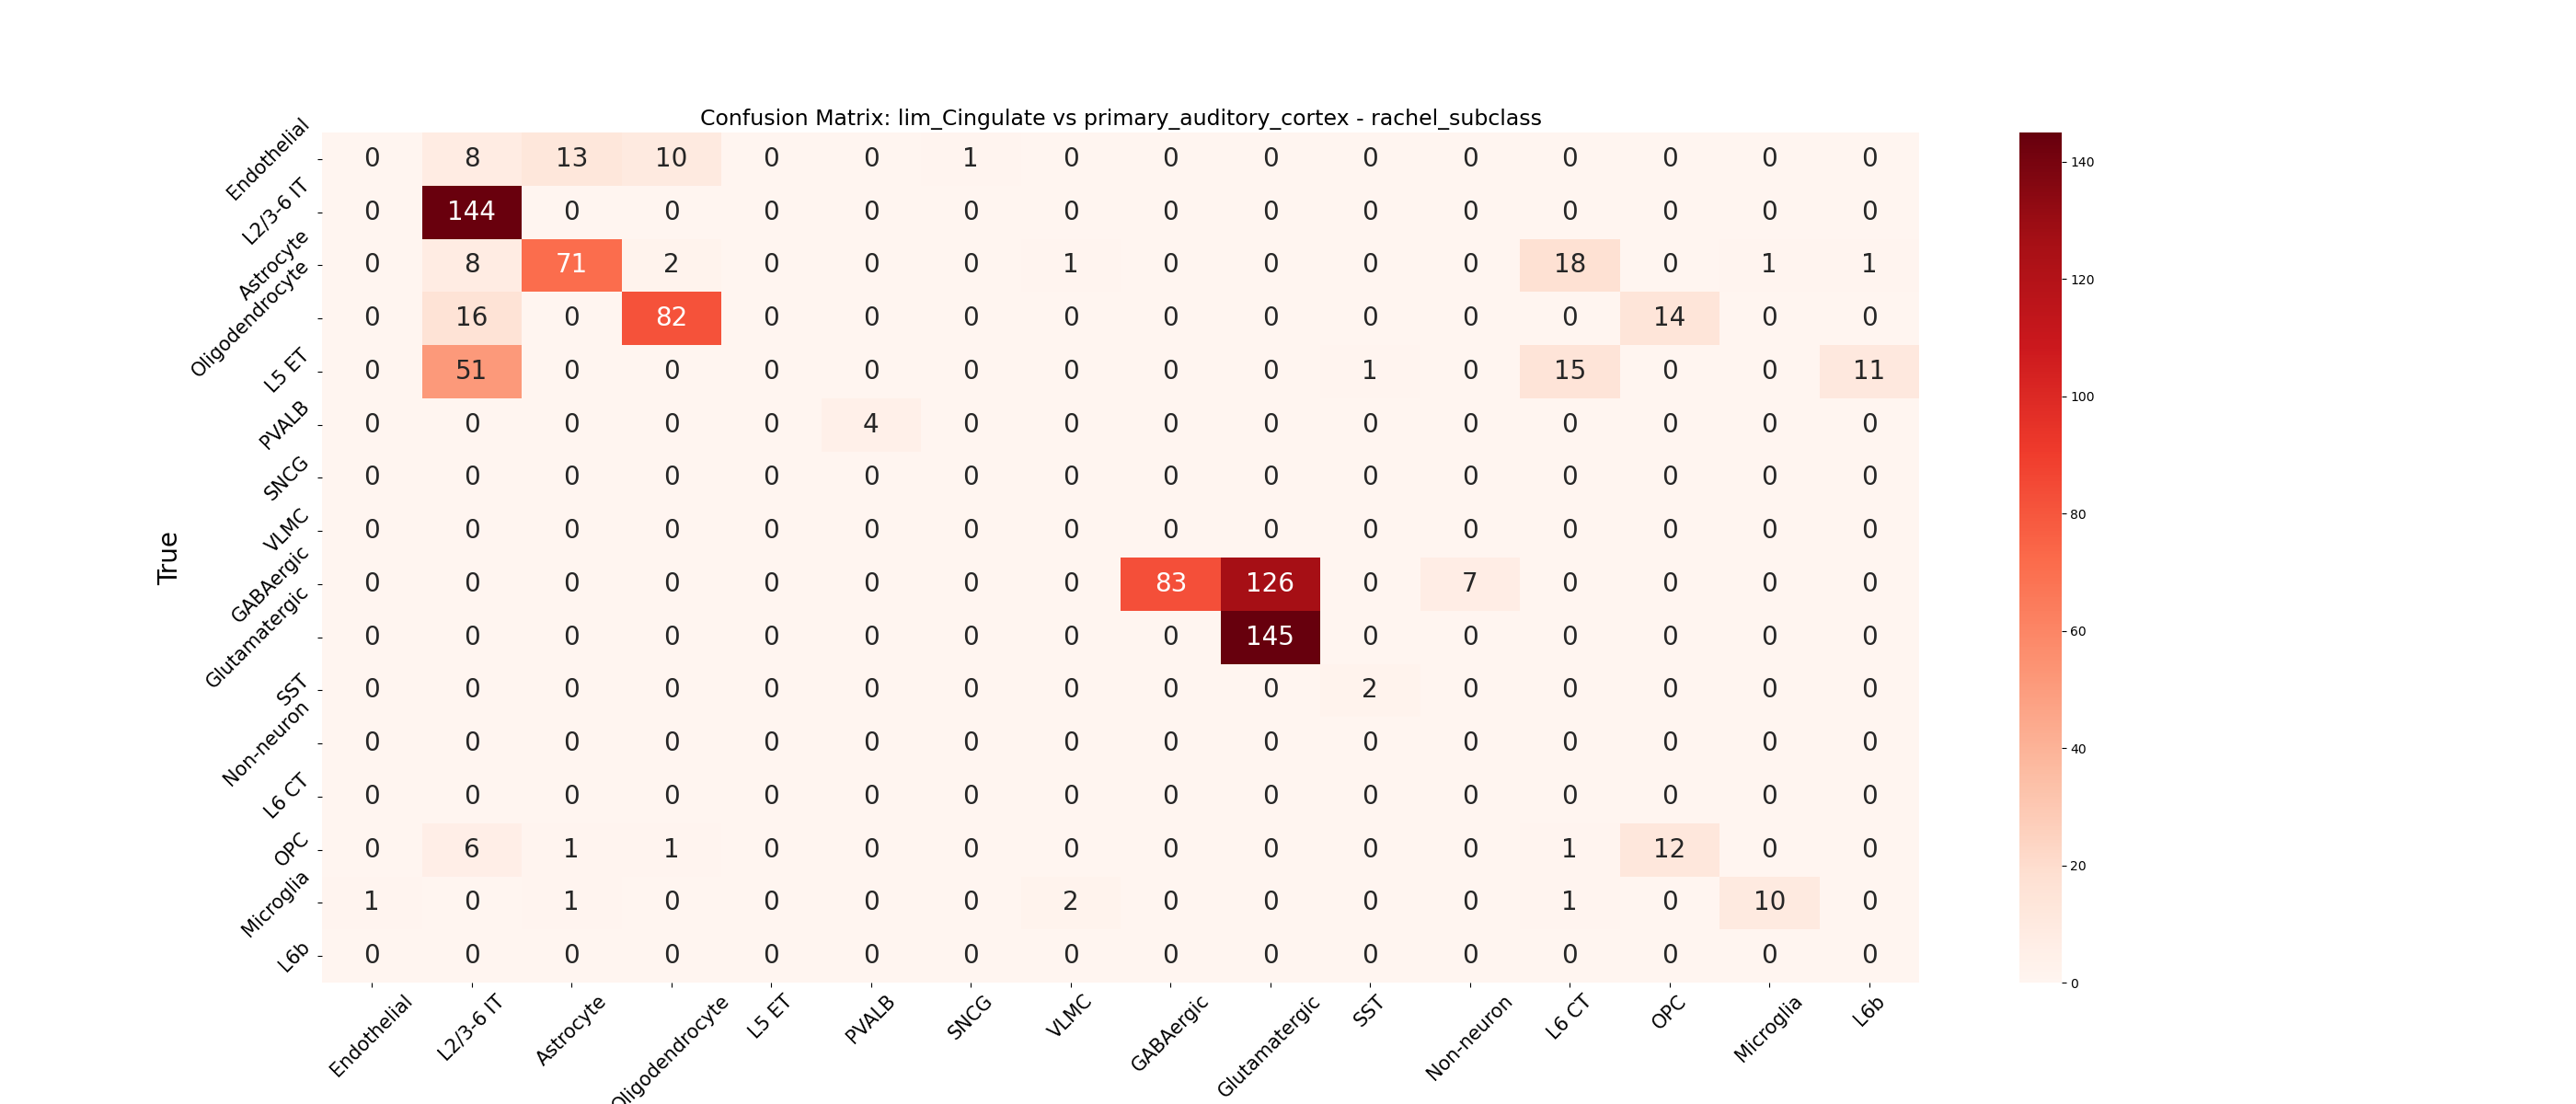 Confusion Matrix: lim_Cingulate vs primary_auditory_cortex - rachel_subclass
True
Endothelial 0 8 13 10 0 0 1 0 0 0 0 0 0 0 0 0
L2/3-6 IT 0 144 0 0 0 0 0 0 0 0 0 0 0 0 0 0
Astrocyte 0 8 71 2 0 0 0 1 0 0 0 0 18 0 1 1
Oligodendrocyte 0 16 0 82 0 0 0 0 0 0 0 0 0 14 0 0
L5 ET 0 51 0 0 0 0 0 0 0 0 1 0 15 0 0 11
PVALB 0 0 0 0 0 4 0 0 0 0 0 0 0 0 0 0
SNCG 0 0 0 0 0 0 0 0 0 0 0 0 0 0 0 0
VLMC 0 0 0 0 0 0 0 0 0 0 0 0 0 0 0 0
GABAergic 0 0 0 0 0 0 0 0 83 126 0 7 0 0 0 0
Glutamatergic 0 0 0 0 0 0 0 0 0 145 0 0 0 0 0 0
SST 0 0 0 0 0 0 0 0 0 0 2 0 0 0 0 0
Non-neuron 0 0 0 0 0 0 0 0 0 0 0 0 0 0 0 0
L6 CT 0 0 0 0 0 0 0 0 0 0 0 0 0 0 0 0
OPC 0 6 1 1 0 0 0 0 0 0 0 0 1 12 0 0
Microglia 1 0 1 0 0 0 0 2 0 0 0 0 1 0 10 0
L6b 0 0 0 0 0 0 0 0 0 0 0 0 0 0 0 0
Endothelial L2/3-6 IT Astrocyte Oligodendrocyte L5 ET PVALB SNCG VLMC GABAergic Glutamatergic SST Non-neuron L6 CT OPC Microglia L6b
140
120
100
80
60
40
20
0